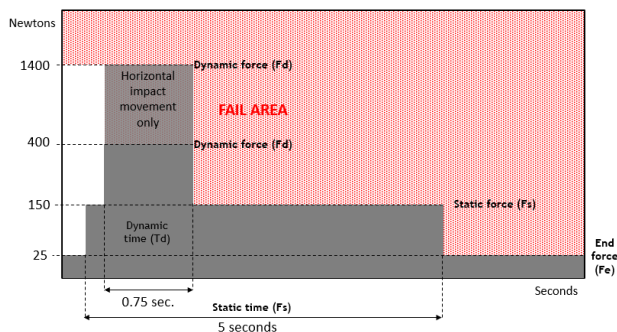 Newtons
1400
Dynamic force (Fd)
Horizontal
impact
movement
only
FAIL AREA
400
Dynamic force (Fd)
150
Static force (Fs)
Dynamic
time (Td)
25
End
force
(Fe)
0.75 sec.
Seconds
Static time (Fs)
5 seconds